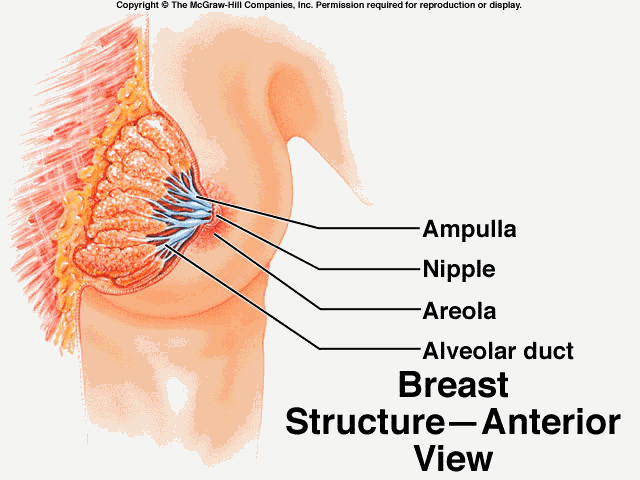 Copyright © The McGraw-Hill Companies, Inc. Permission required for reproduction or display.
Ampulla
Nipple
Areola
Alveolar duct
Breast
Structure—Anterior
View